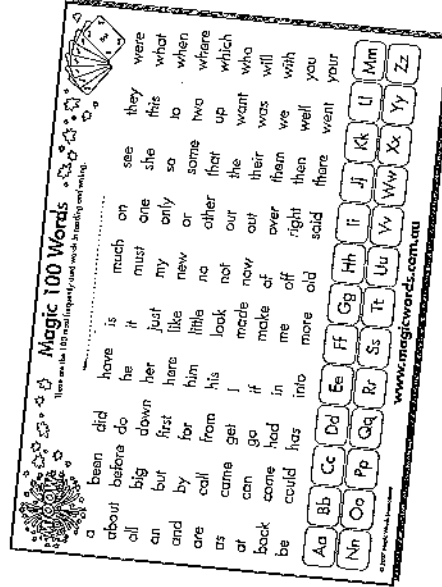 Magic 100 Words
These are the 100 most frequently used words in reading and writing.
a been did have is much on see they were
about before do he it must one she this what
all big down her just my only so to when
an but first here like new or some two where
and by for him little no other that up which
are call from his look not our the want who
as came get I made now out their was will
at can go if make of over them we with
back come had in me off right then well you
be could has into more old said there went your
Aa Bb Cc Dd Ee Ff Gg Hh Ii Jj Kk Ll Mm
Nn Oo Pp Qq Rr Ss Tt Uu Vv Ww Xx Yy Zz
www.magicwords.com.au